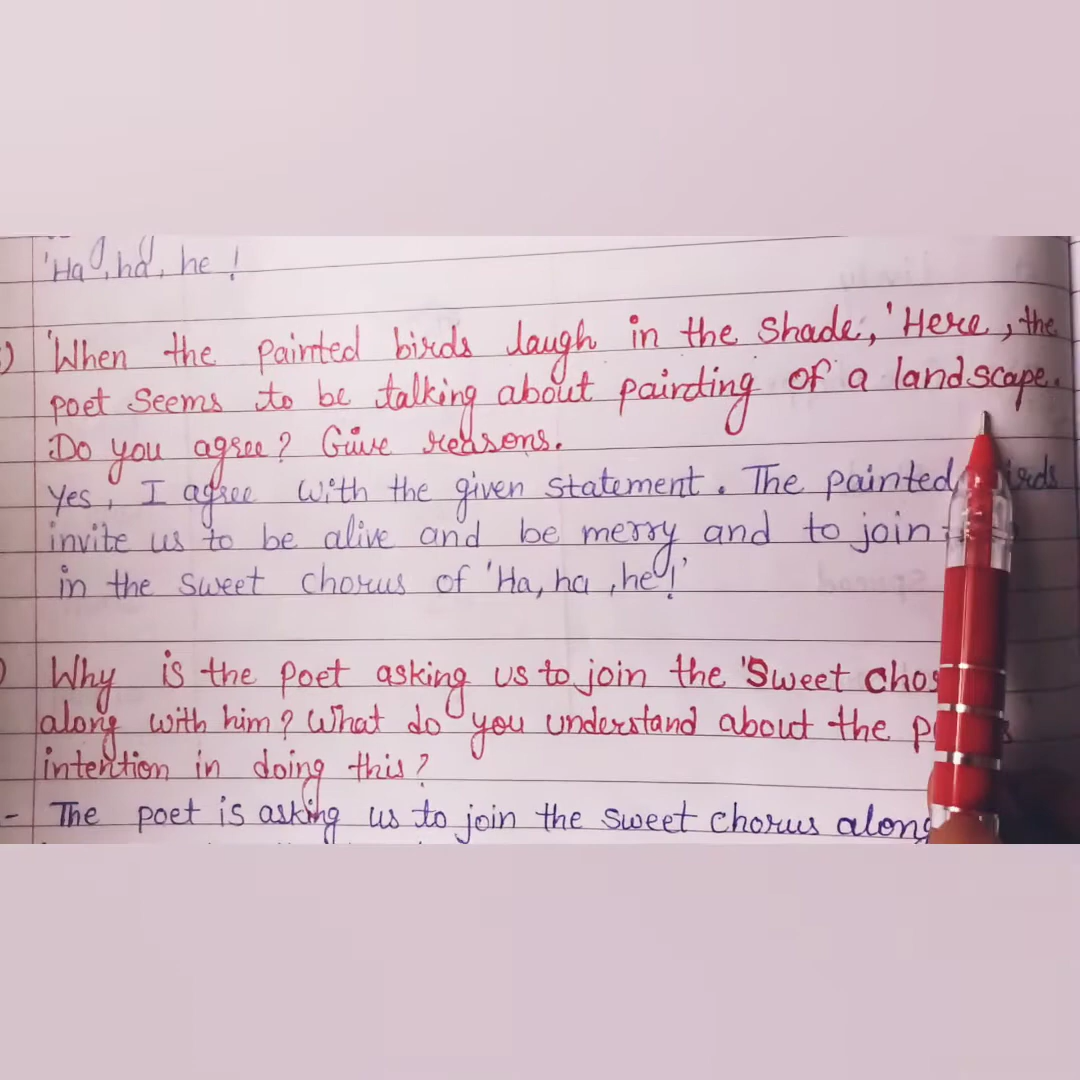 'Ha, ha, he !
'When the painted birds laugh in the shade,' Here, the
poet seems to be talking about painting of a landscape.
Do you agree? Give reasons.
Yes, I agree with the given statement. The painted
invite us to be alive and be merry and to join
in the sweet chorus of 'Ha, ha, he!'
Why is the poet asking us to join the 'Sweet
along with him? What do you understand about the
intention in doing this?
- The poet is asking us to join the sweet chorus along